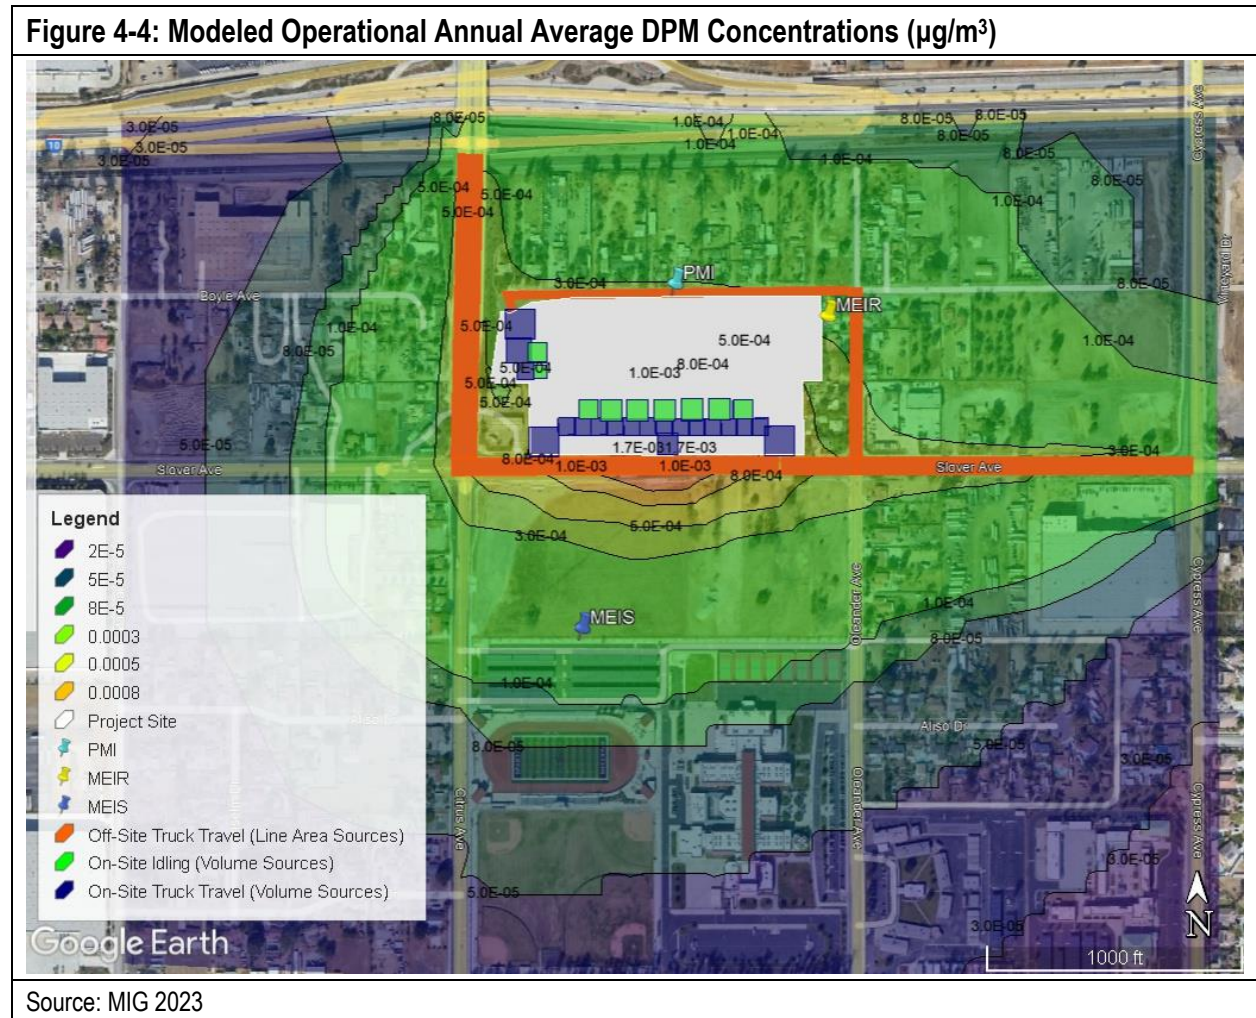 Figure 4-4: Modeled Operational Annual Average DPM Concentrations (µg/m³)
8.0E-05
1.0E-04
8.0E-05
8.0E-05
3.0E-05
1.0E-04
8.0E-05
10
3.0E-05
1.0E-04
8.0E-05
Cypress Ave
3.0E-05
1.0E-04
5.0E-04
5.0E-04
8.0E-05
5.0E-04
1.0E-04
Vineyard Dr
PMI
3.0E-04
8.0E-05
Boyle Ave
MEIR
1.0E-04
5.0E-04
5.0E-04
1.0E-04
8.0E-05
5.0E-04
8.0E-04
1.0E-03
5.0E-04
5.0E-04
1.7E-03
1.7E-03
5.0E-05
3.0E-04
8.0E-04
1.0E-03
1.0E-03
8.0E-04
Slover Ave
Slover Ave
3.0E-04
5.0E-04
Oleander Ave
Cypress Ave
1.0E-04
MEIS
8.0E-05
1.0E-04
Aliso Dr
Aliso Dr
8.0E-05
5.0E-05
3.0E-05
Citrus Ave
Oleander Ave
Cypress Ave
3.0E-05
5.0E-05
3.0E-05
Legend
2E-5
5E-5
8E-5
0.0003
0.0005
0.0008
Project Site
PMI
MEIR
MEIS
Off-Site Truck Travel (Line Area Sources)
On-Site Idling (Volume Sources)
On-Site Truck Travel (Volume Sources)
Google Earth
N
1000 ft
Source: MIG 2023